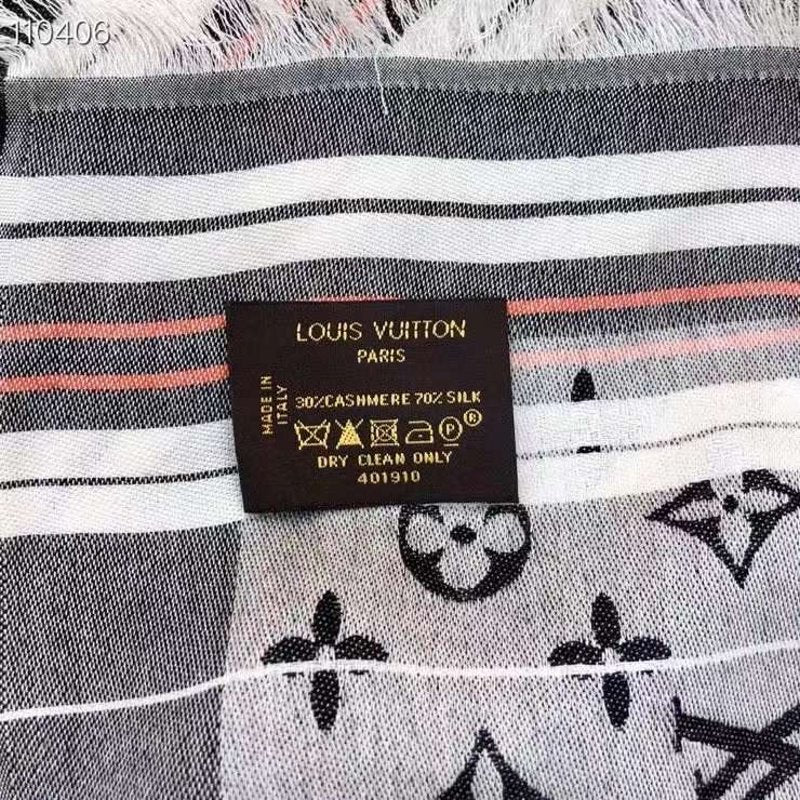 110406
LOUIS VUITTON
PARIS
MADE IN
ITALY
30%CASHMERE 70% SILK
P ®
DRY CLEAN ONLY
401910